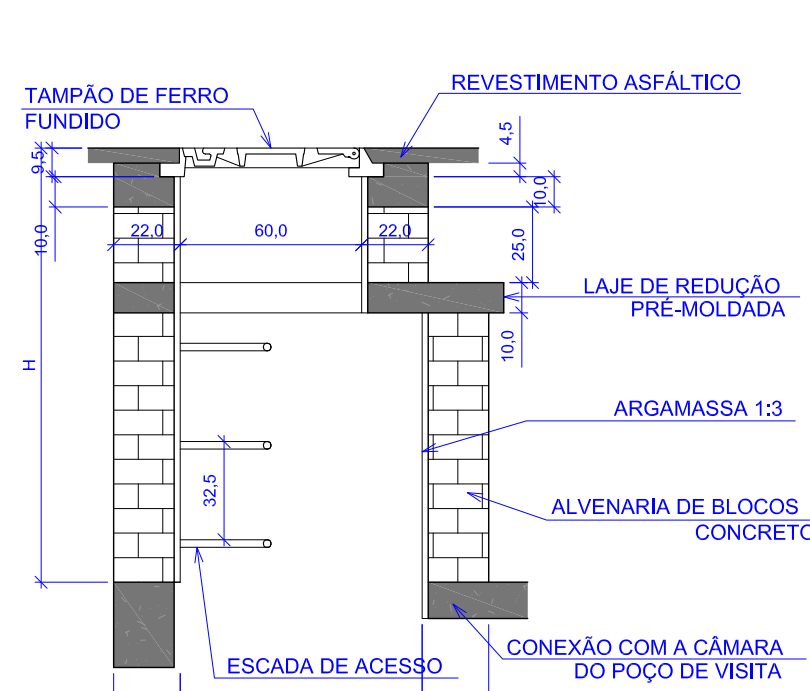 TAMPÃO DE FERRO
FUNDIDO
REVESTIMENTO ASFÁLTICO
4,5
9,5
10,0
10,0
22,0
60,0
22,0
25,0
LAJE DE REDUÇÃO
PRÉ-MOLDADA
10,0
H
ARGAMASSA 1:3
32,5
ALVENARIA DE BLOCOS
CONCRETO
CONEXÃO COM A CÂMARA
DO POÇO DE VISITA
ESCADA DE ACESSO